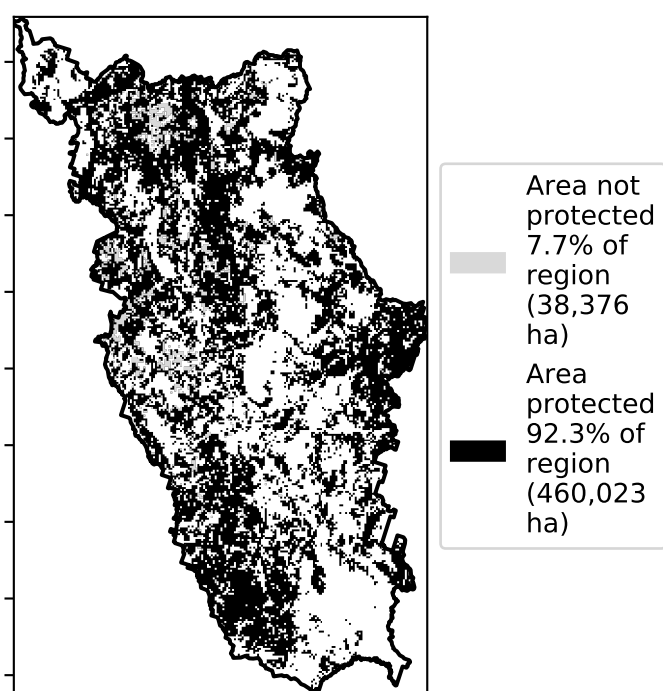 Area not
protected
7.7% of
region
(38,376
ha)
Area
protected
92.3% of
region
(460,023
ha)